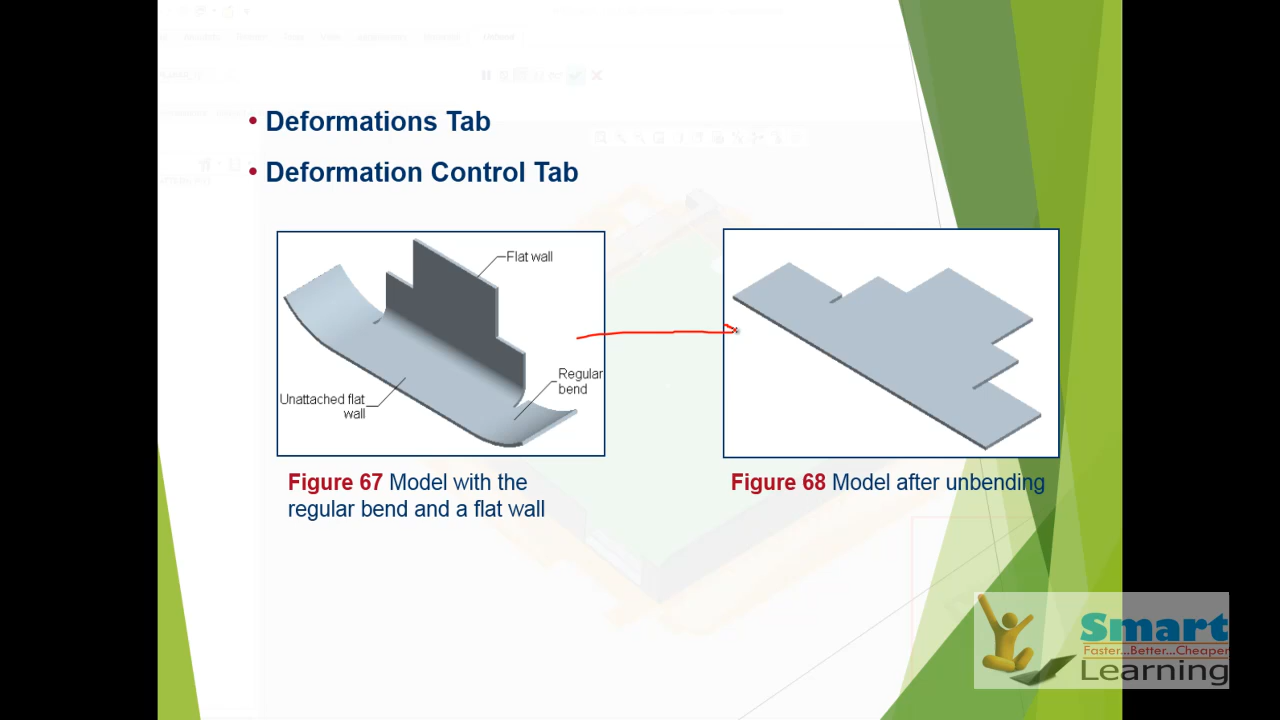 • Deformations Tab
• Deformation Control Tab
Flat wall
Regular
bend
Unattached flat
wall
Figure 67 Model with the
regular bend and a flat wall
Figure 68 Model after unbending
Smart
Faster...Better...Cheaper
Learning